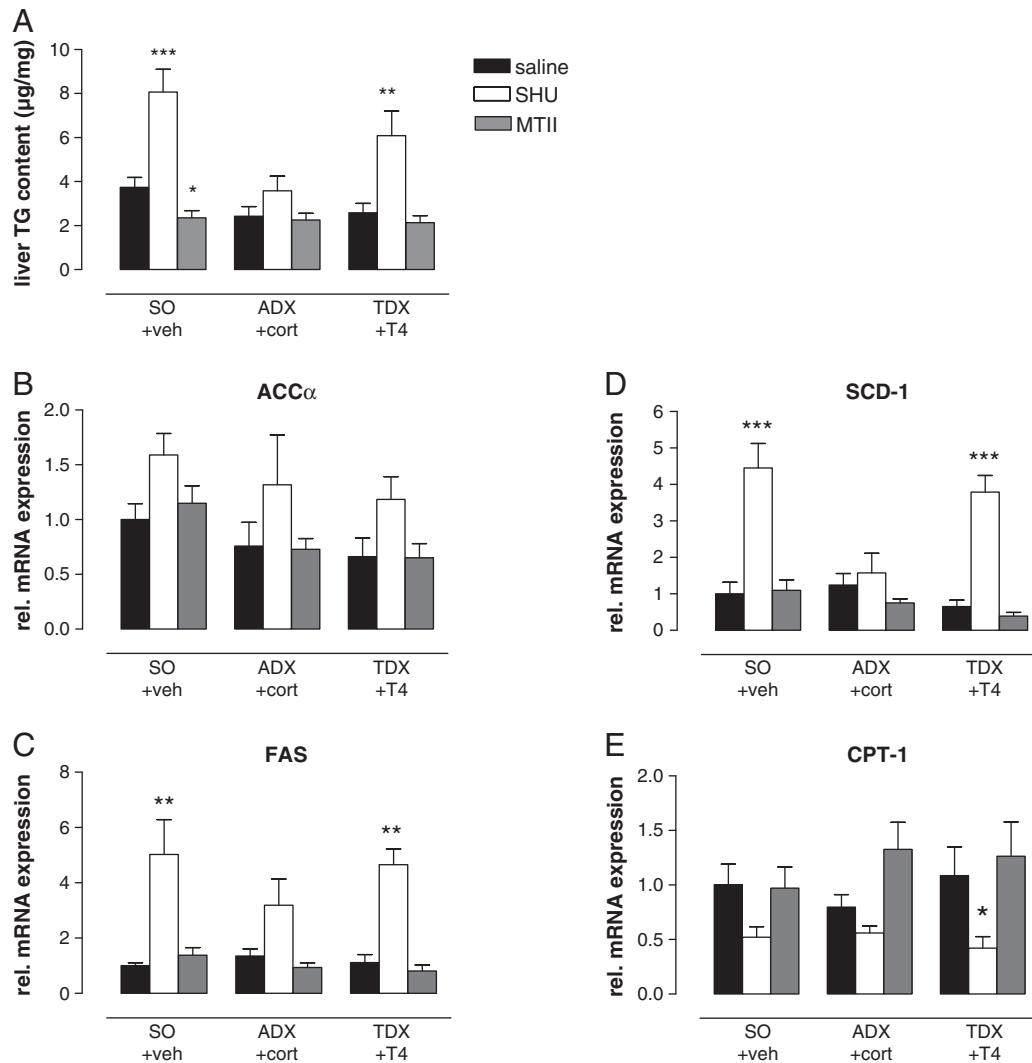 A
liver TG content (µg/mg)
10
8
6
4
2
0
***
*
**
saline
SHU
MTII
SO ADX TDX
+veh +cort +T4
B
ACCα
rel. mRNA expression
2.0
1.5
1.0
0.5
0.0
SO ADX TDX
+veh +cort +T4
D
SCD-1
rel. mRNA expression
6
5
4
3
2
1
0
***
***
SO ADX TDX
+veh +cort +T4
C
FAS
rel. mRNA expression
8
6
4
2
0
**
**
SO ADX TDX
+veh +cort +T4
E
CPT-1
rel. mRNA expression
2.0
1.5
1.0
0.5
0.0
*
SO ADX TDX
+veh +cort +T4